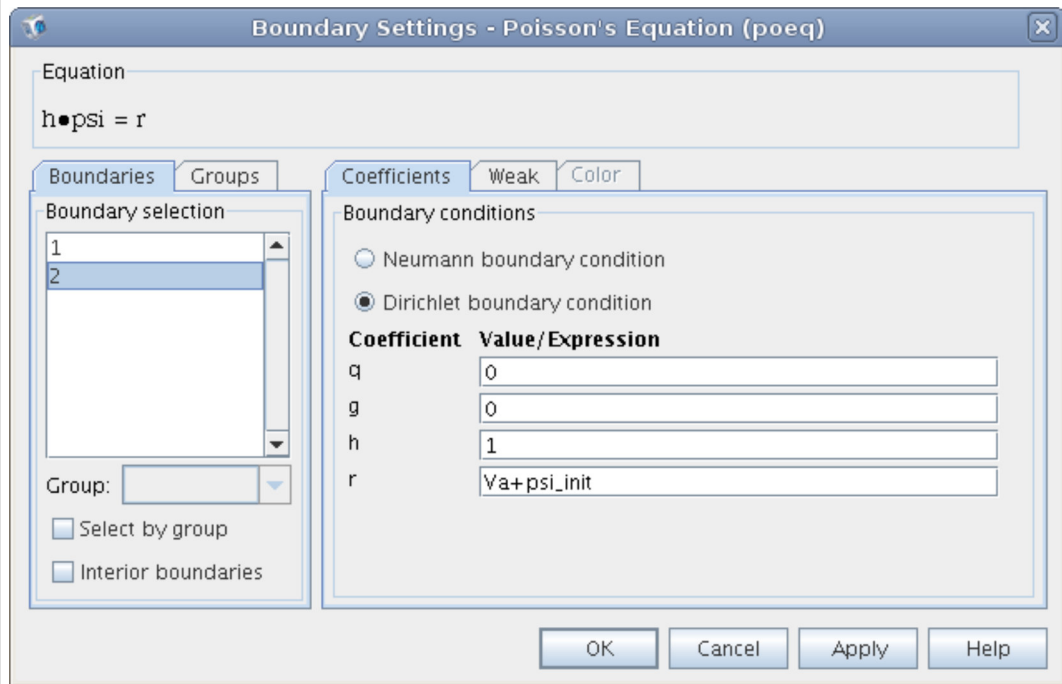 Boundary Settings - Poisson's Equation (poeq)
Equation
h•psi = r
Boundaries Groups
Boundary selection
1
2
Group:
Select by group
Interior boundaries
Coefficients Weak Color
Boundary conditions
Neumann boundary condition
Dirichlet boundary condition
Coefficient Value/Expression
q 0
g 0
h 1
r Va+psi_init
OK Cancel Apply Help